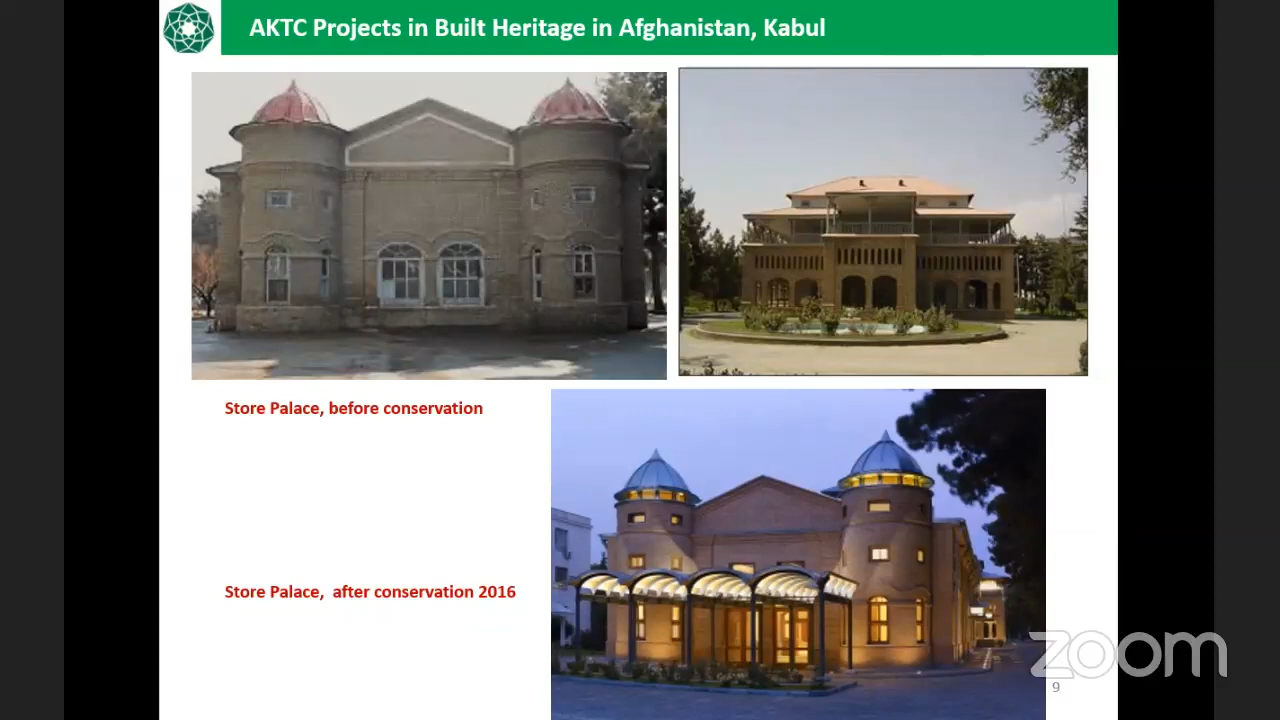 AKTC Projects in Built Heritage in Afghanistan, Kabul
Store Palace, before conservation
Store Palace,  after conservation 2016
zoom
9